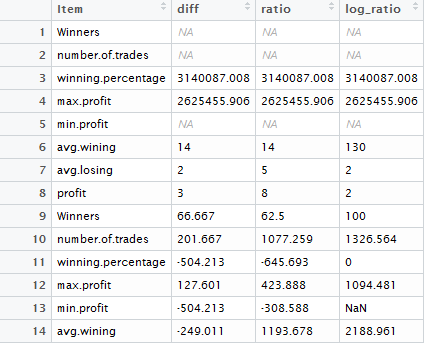 Item diff ratio log_ratio
1 Winners NA NA NA
2 number.of.trades NA NA NA
3 winning.percentage 3140087.008 3140087.008 3140087.008
4 max.profit 2625455.906 2625455.906 2625455.906
5 min.profit NA NA NA
6 avg.wining 14 14 130
7 avg.losing 2 5 2
8 profit 3 8 2
9 Winners 66.667 62.5 100
10 number.of.trades 201.667 1077.259 1326.564
11 winning.percentage -504.213 -645.693 0
12 max.profit 127.601 423.888 1094.481
13 min.profit -504.213 -308.588 NaN
14 avg.wining -249.011 1193.678 2188.961